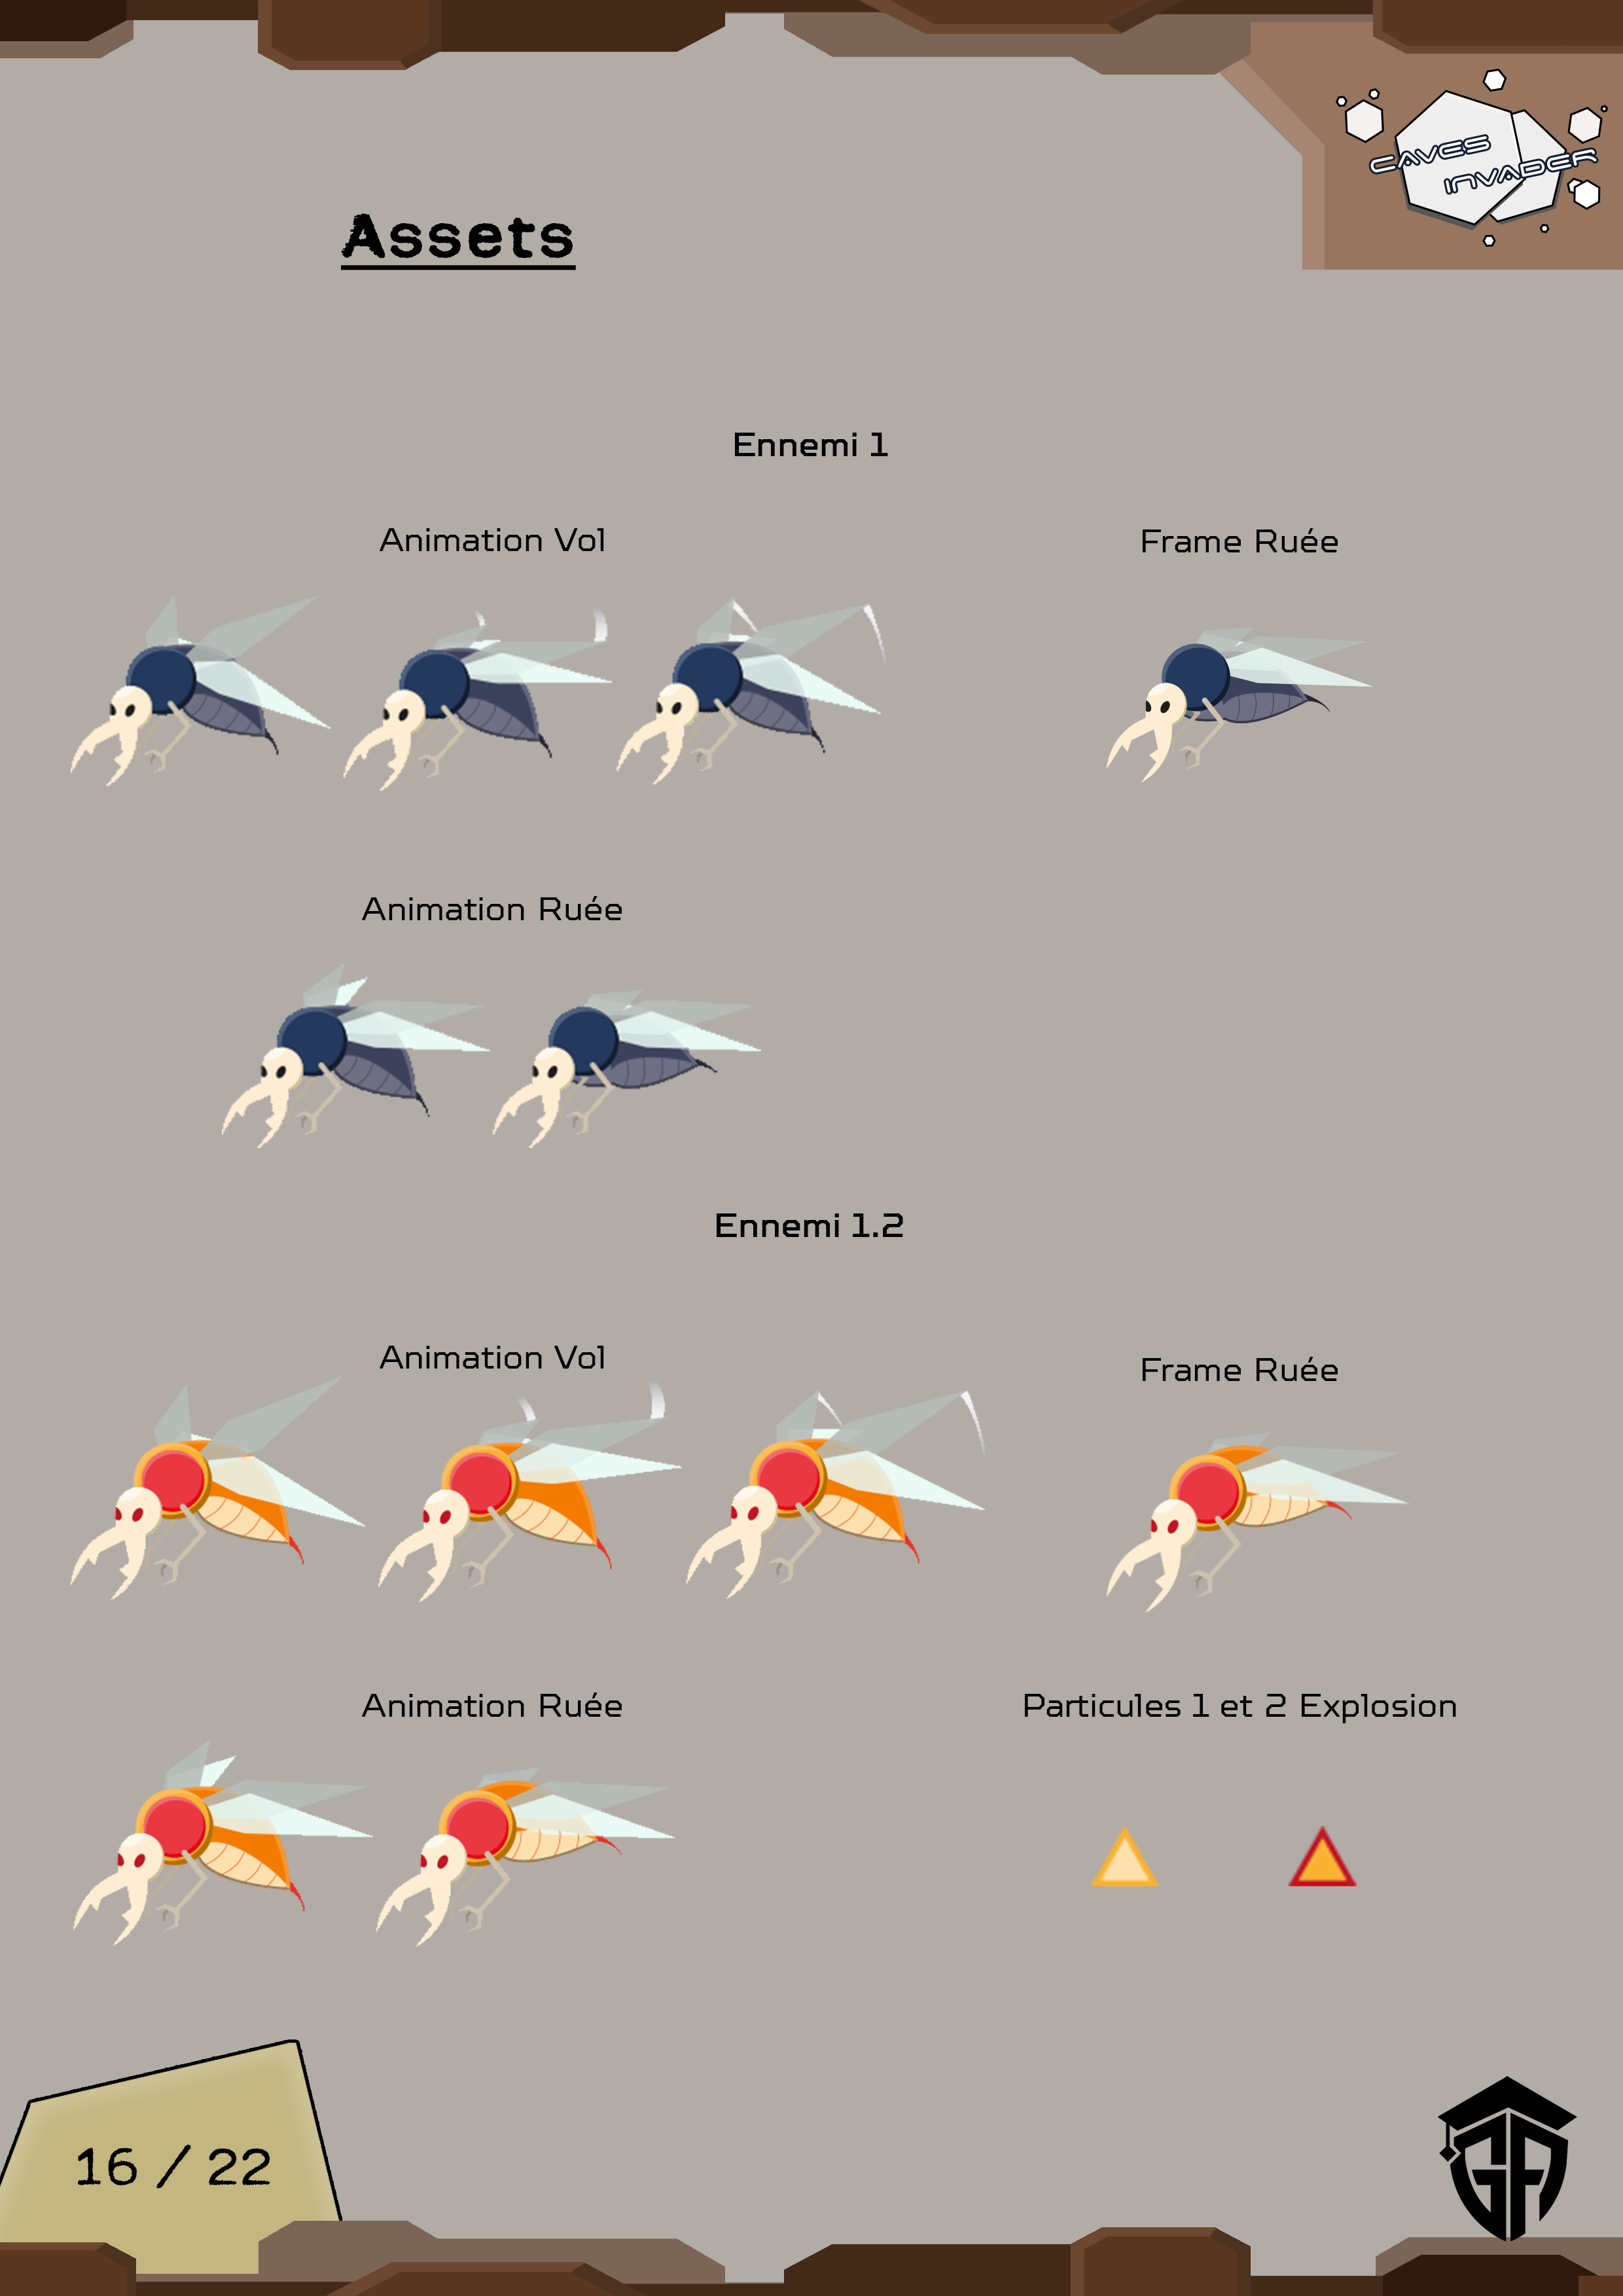 CAVES
INVADER
Assets
Ennemi 1
Animation Vol
Frame Ruée
Animation Ruée
Ennemi 1.2
Animation Vol
Frame Ruée
Animation Ruée
Particules 1 et 2 Explosion
16 / 22
GA